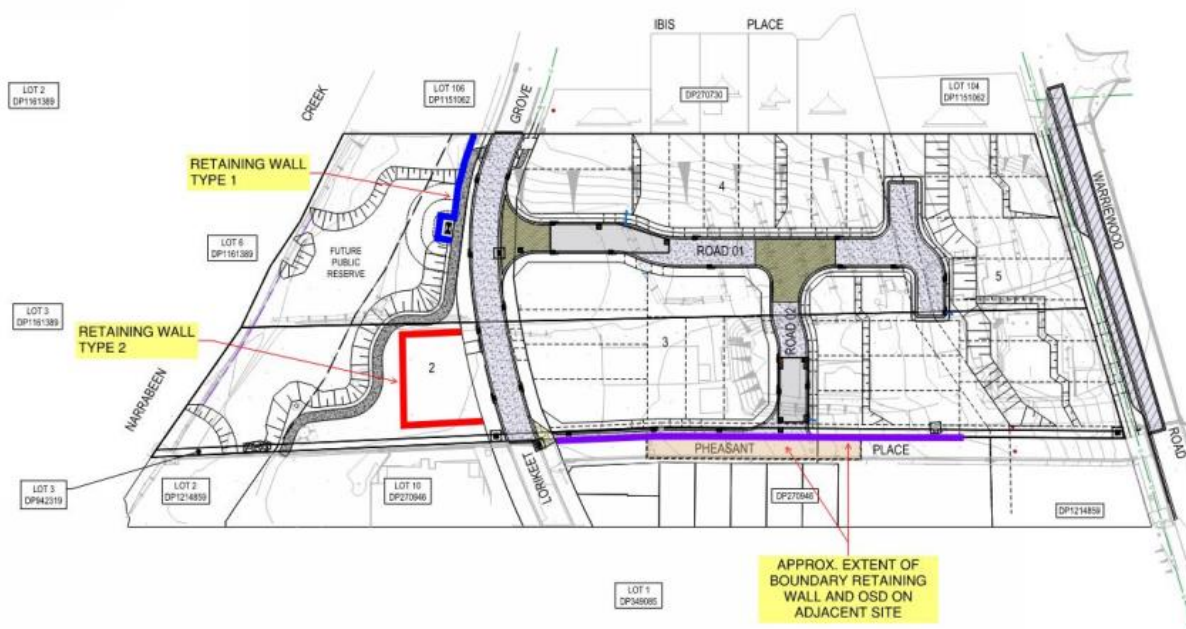 IBIS PLACE
LOT 2
DP1161389
CREEK
LOT 106
DP1151062
GROVE
DP270730
LOT 104
DP1151062
RETAINING WALL
TYPE 1
WARRIEWOOD
4
LOT 6
DP1161389
FUTURE
PUBLIC
RESERVE
ROAD 01
5
LOT 3
DP1161389
RETAINING WALL
TYPE 2
2
3
ROAD 02
NARRABEEN
PHEASANT PLACE
ROAD
LOT 3
DP942319
LOT 2
DP1214859
LOT 10
DP270946
LORIKEET
DP270946
DP1214859
APPROX. EXTENT OF
BOUNDARY RETAINING
WALL AND OSD ON
ADJACENT SITE
LOT 1
DP349085